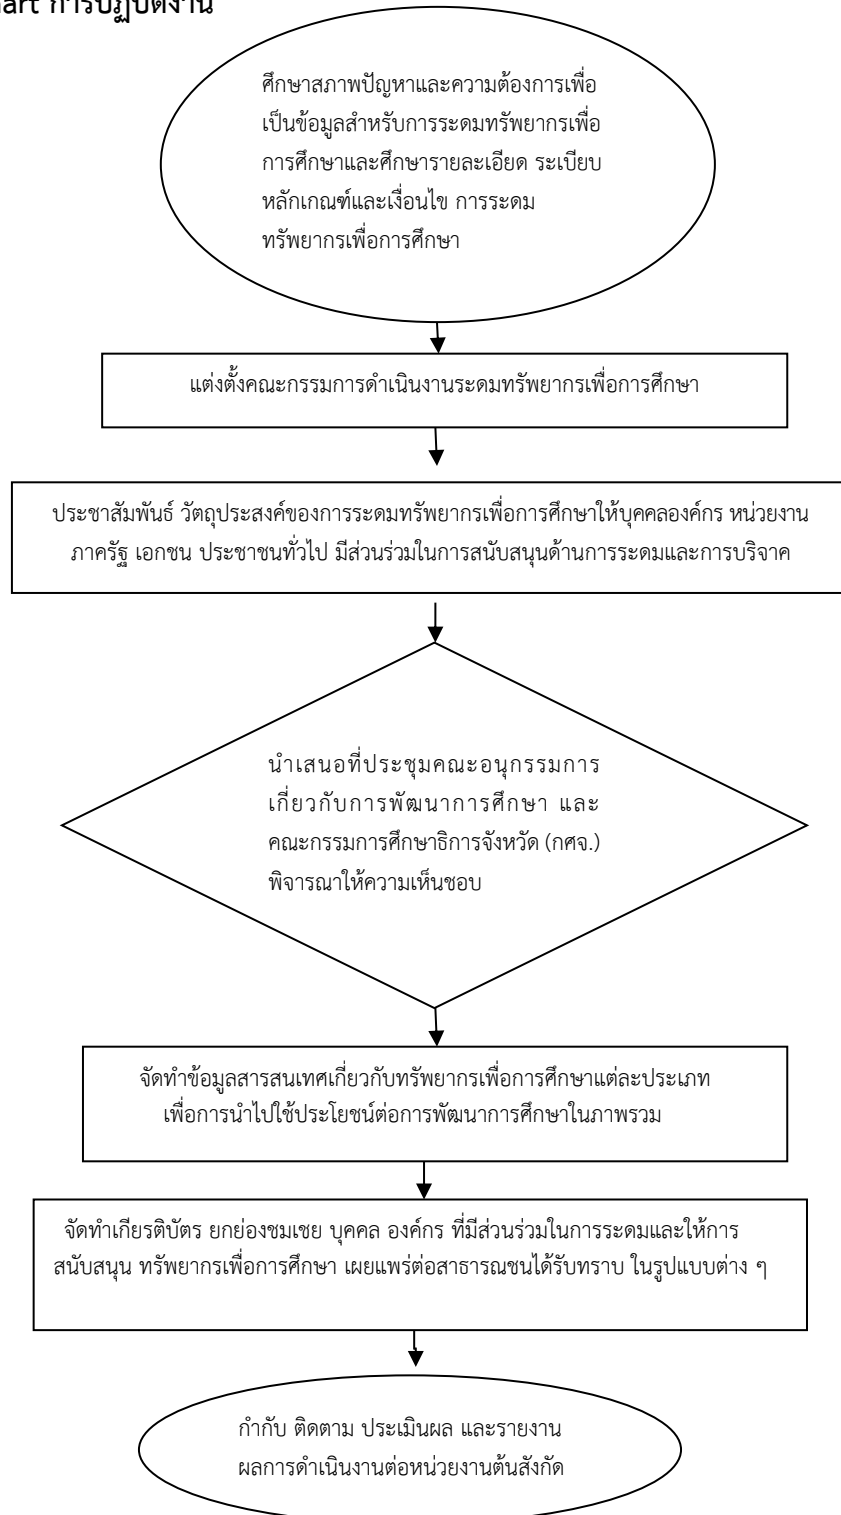 การปฏิบัติงาน
ศึกษาสภาพปัญหาและความต้องการเพื่อ
เป็นข้อมูลสำหรับการระดมทรัพยากรเพื่อ
การศึกษาและศึกษารายละเอียด ระเบียบ
หลักเกณฑ์และเงื่อนไข การระดม
ทรัพยากรเพื่อการศึกษา
แต่งตั้งคณะกรรมการดำเนินงานระดมทรัพยากรเพื่อการศึกษา
ประชาสัมพันธ์ วัตถุประสงค์ของการระดมทรัพยากรเพื่อการศึกษาให้บุคคลองค์กร หน่วยงาน
ภาครัฐ เอกชน ประชาชนทั่วไป มีส่วนร่วมในการสนับสนุนด้านการระดมและการบริจาค
นำเสนอที่ประชุมคณะอนุกรรมการ
เกี่ยวกับการพัฒนาการศึกษา และ
คณะกรรมการศึกษาธิการจังหวัด (กศจ.)
พิจารณาให้ความเห็นชอบ
จัดทำข้อมูลสารสนเทศเกี่ยวกับทรัพยากรเพื่อการศึกษาแต่ละประเภท
เพื่อการนำไปใช้ประโยชน์ต่อการพัฒนาการศึกษาในภาพรวม
จัดทำเกียรติบัตร ยกย่องชมเชย บุคคล องค์กร ที่มีส่วนร่วมในการระดมและให้การ
สนับสนุน ทรัพยากรเพื่อการศึกษา เผยแพร่ต่อสาธารณชนได้รับทราบ ในรูปแบบต่าง ๆ
กำกับ ติดตาม ประเมินผล และรายงาน
ผลการดำเนินงานต่อหน่วยงานต้นสังกัด